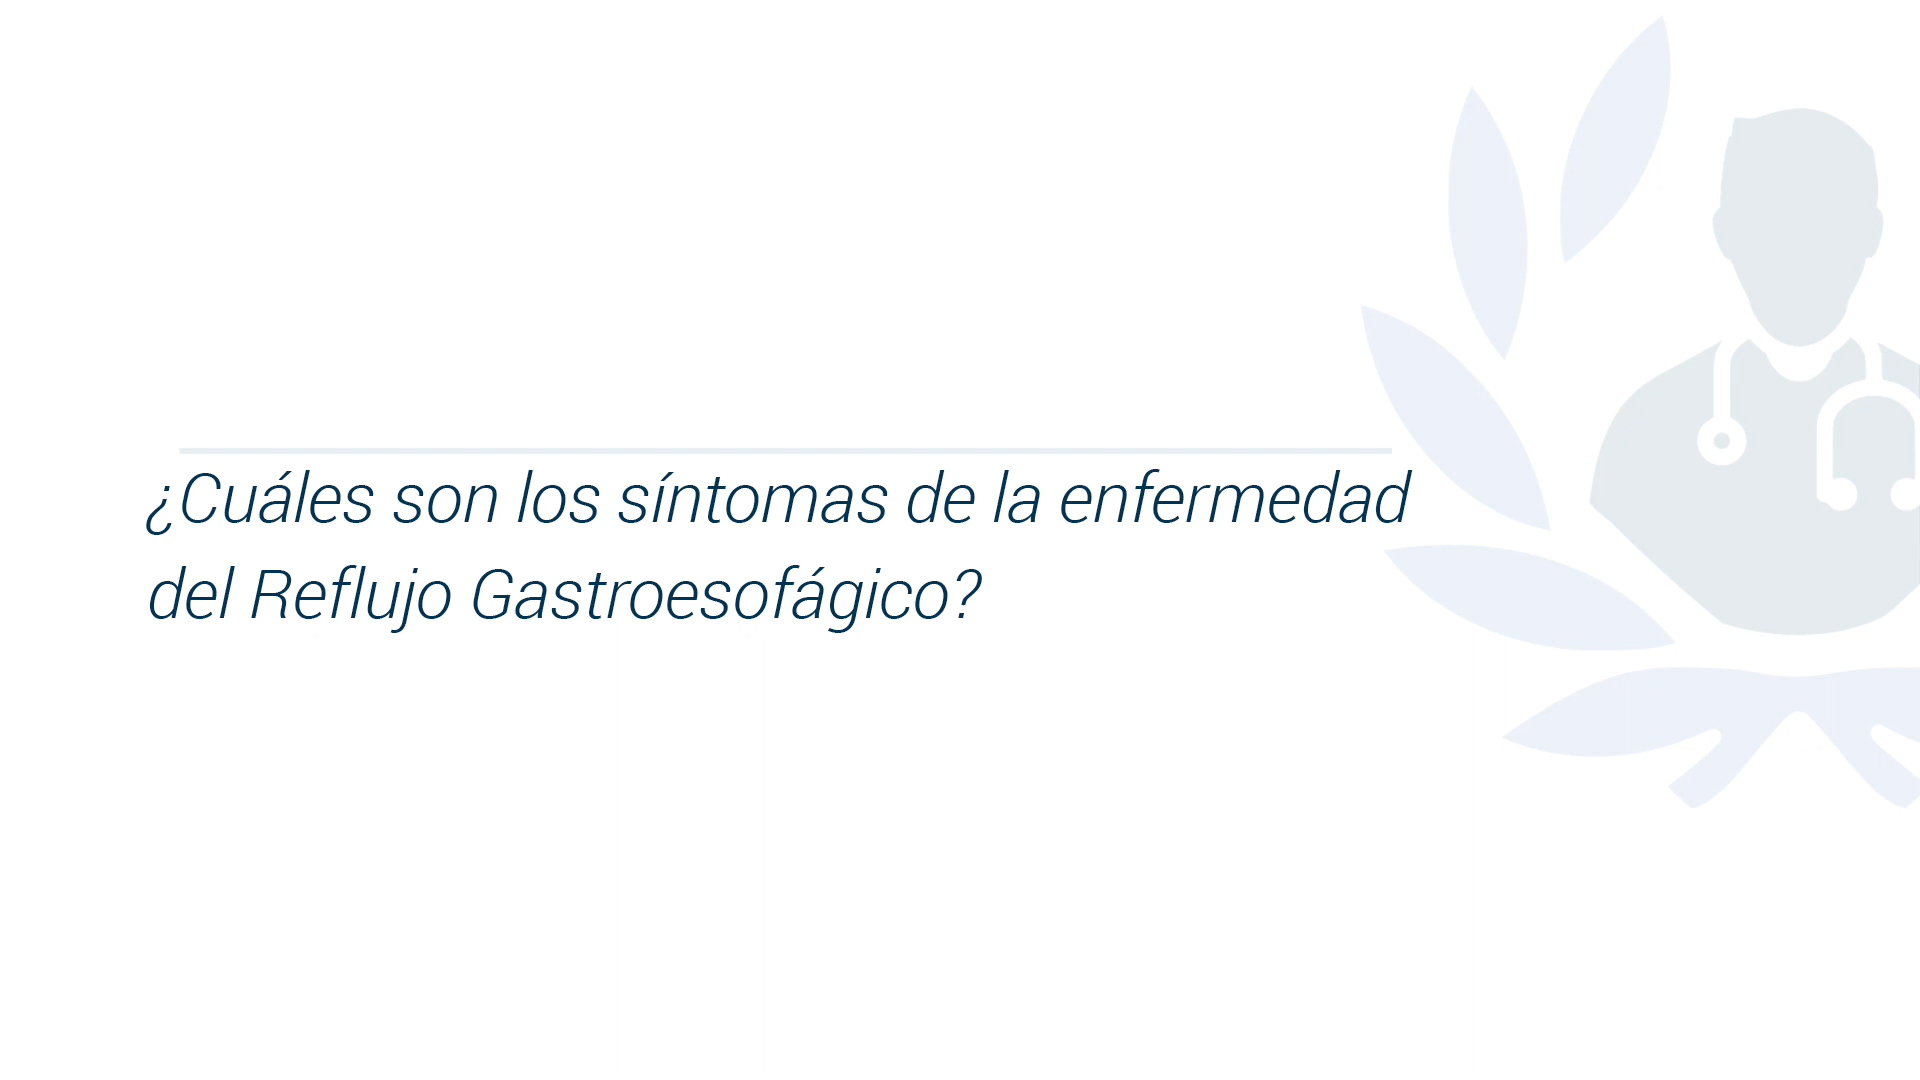 ¿Cuáles son los síntomas de la enfermedad
del Reflujo Gastroesofágico?